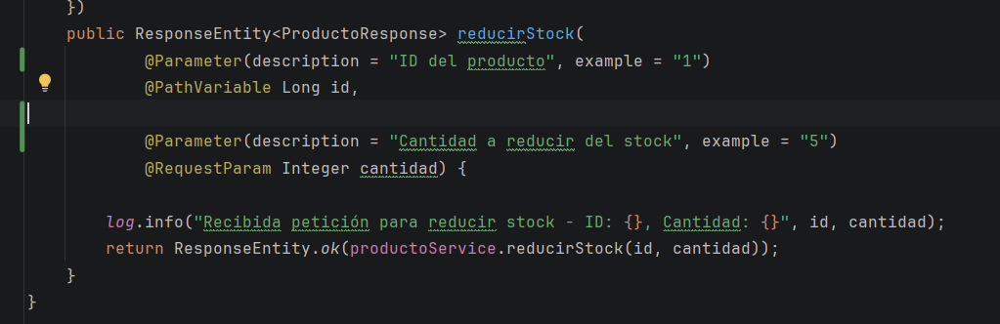 })
public ResponseEntity<ProductoResponse> reducirStock(
@Parameter(description = "ID del producto", example = "1")
@PathVariable Long id,
@Parameter(description = "Cantidad a reducir del stock", example = "5")
@RequestParam Integer cantidad) {
log.info("Recibida petición para reducir stock - ID: {}, Cantidad: {}", id, cantidad);
return ResponseEntity.ok(productoService.reducirStock(id, cantidad));
}
}